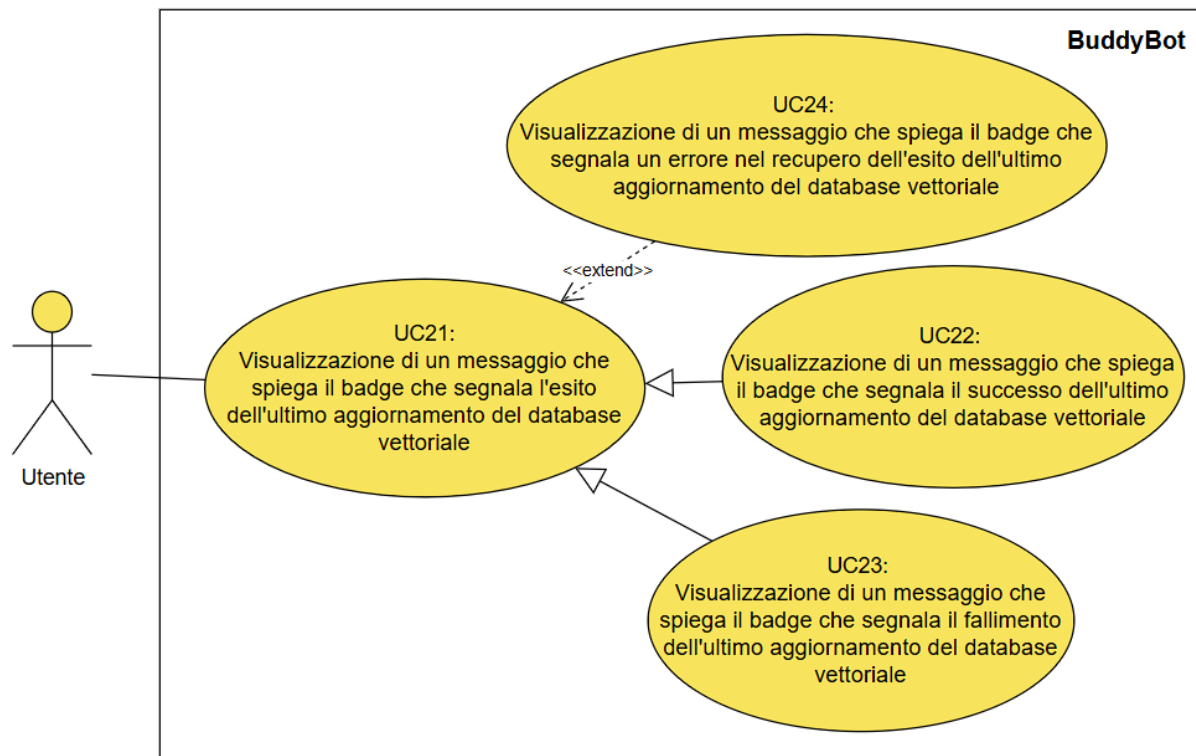 BuddyBot
UC24:
Visualizzazione di un messaggio che spiega il badge che
segnala un errore nel recupero dell'esito dell'ultimo
aggiornamento del database vettoriale
<<extend>>
UC21:
Visualizzazione di un messaggio che
spiega il badge che segnala l'esito
dell'ultimo aggiornamento del database
vettoriale
UC22:
Visualizzazione di un messaggio che spiega
il badge che segnala il successo dell'ultimo
aggiornamento del database vettoriale
Utente
UC23:
Visualizzazione di un messaggio che
spiega il badge che segnala il fallimento
dell'ultimo aggiornamento del database
vettoriale